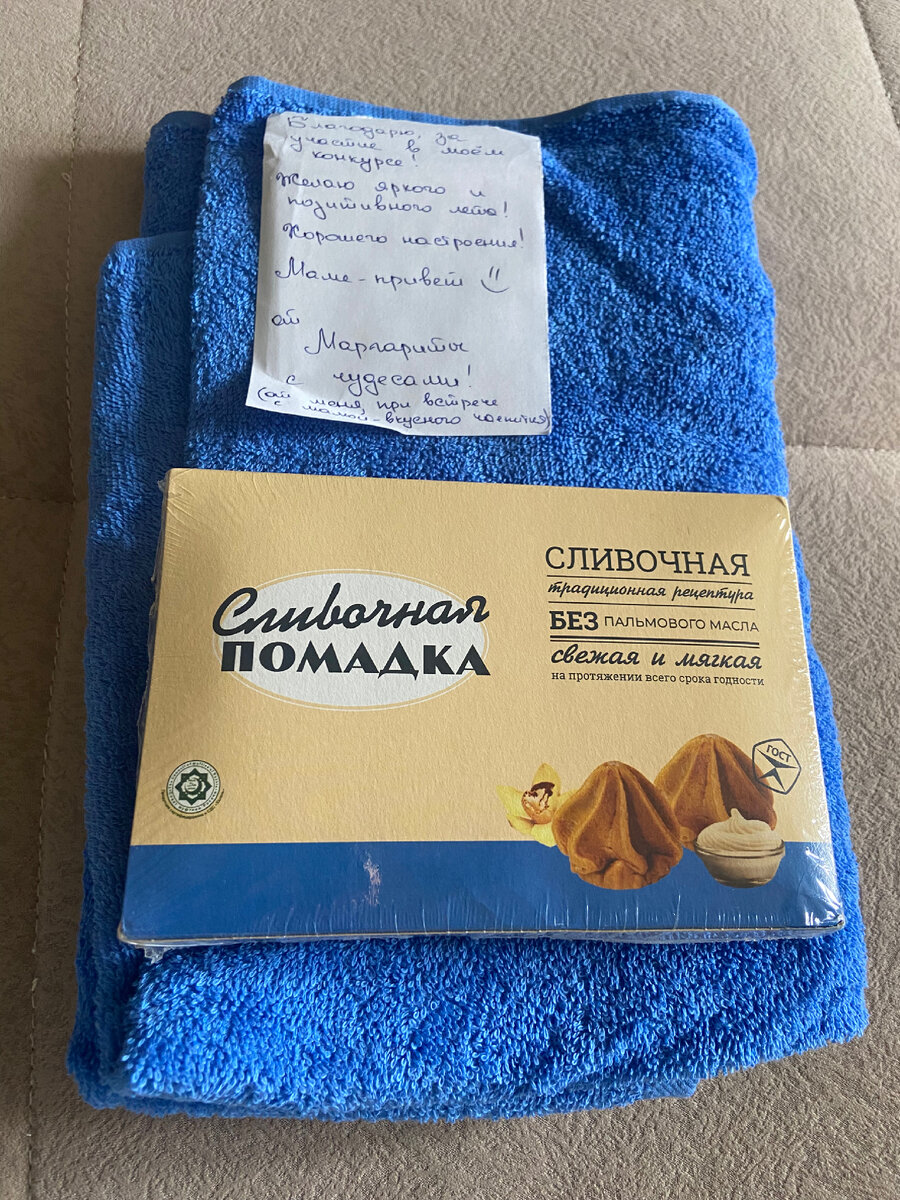 Благодарю, за
участие в моём
конкурсе!
Желаю яркого и
позитивного лета!
Хорошего настроения!
Маме - привет
от
Маргариты
с чудесами!
(от меня, при встрече
с мамой - вкусного чаепития)
Сливочная
ПОМАДКА
СЛИВОЧНАЯ
традиционная рецептура
БЕЗ ПАЛЬМОВОГО МАСЛА
свежая и мягкая
на протяжении всего срока годности
ГОСТ